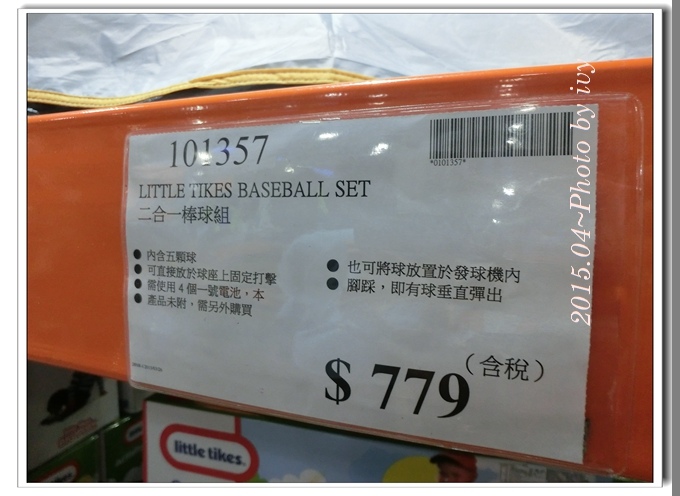 101357
*0101357*
LITTLE TIKES BASEBALL SET
二合一棒球組
● 內含五顆球
● 可直接放於球座上固定打擊
● 需使用４個一號電池，本
● 產品未附，需另外購買
● 也可將球放置於發球機內
● 腳踩，即有球垂直彈出
$ 779（含稅）
little tikes
2015.04~Photo by ivy